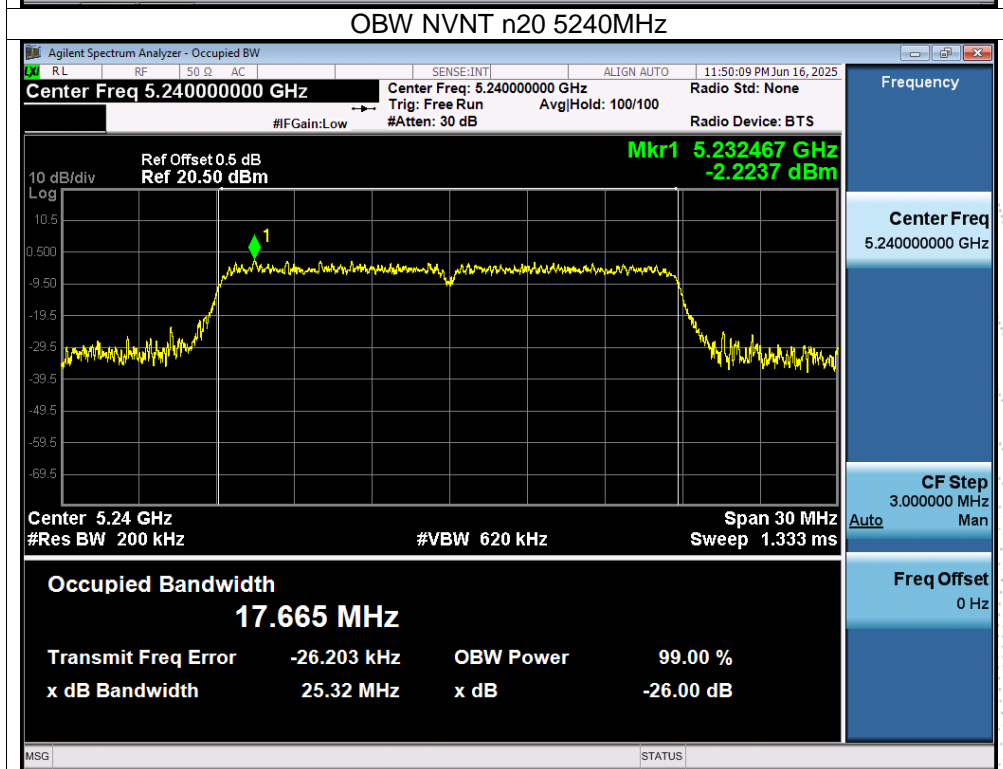 OBW NVNT n20 5240MHz
Agilent Spectrum Analyzer - Occupied BW
LXI RL RF 50 Ω AC SENSE:INT ALIGN AUTO 11:50:09 PM Jun 16, 2025
Center Freq 5.240000000 GHz
Center Freq: 5.240000000 GHz
Radio Std: None
Trig: Free Run Avg|Hold: 100/100
#IFGain:Low
#Atten: 30 dB
Radio Device: BTS
Frequency
Ref Offset 0.5 dB
Mkr1 5.232467 GHz
10 dB/div
Ref 20.50 dBm
-2.2237 dBm
Log
10.5
0.500
-9.50
-19.5
-29.5
-39.5
-49.5
-59.5
-69.5
1
Center Freq
5.240000000 GHz
Center 5.24 GHz
Span 30 MHz
#Res BW 200 kHz
#VBW 620 kHz
Sweep 1.333 ms
CF Step
3.000000 MHz
Auto Man
Freq Offset
0 Hz
Occupied Bandwidth
17.665 MHz
Transmit Freq Error -26.203 kHz OBW Power 99.00 %
x dB Bandwidth 25.32 MHz x dB -26.00 dB
MSG STATUS